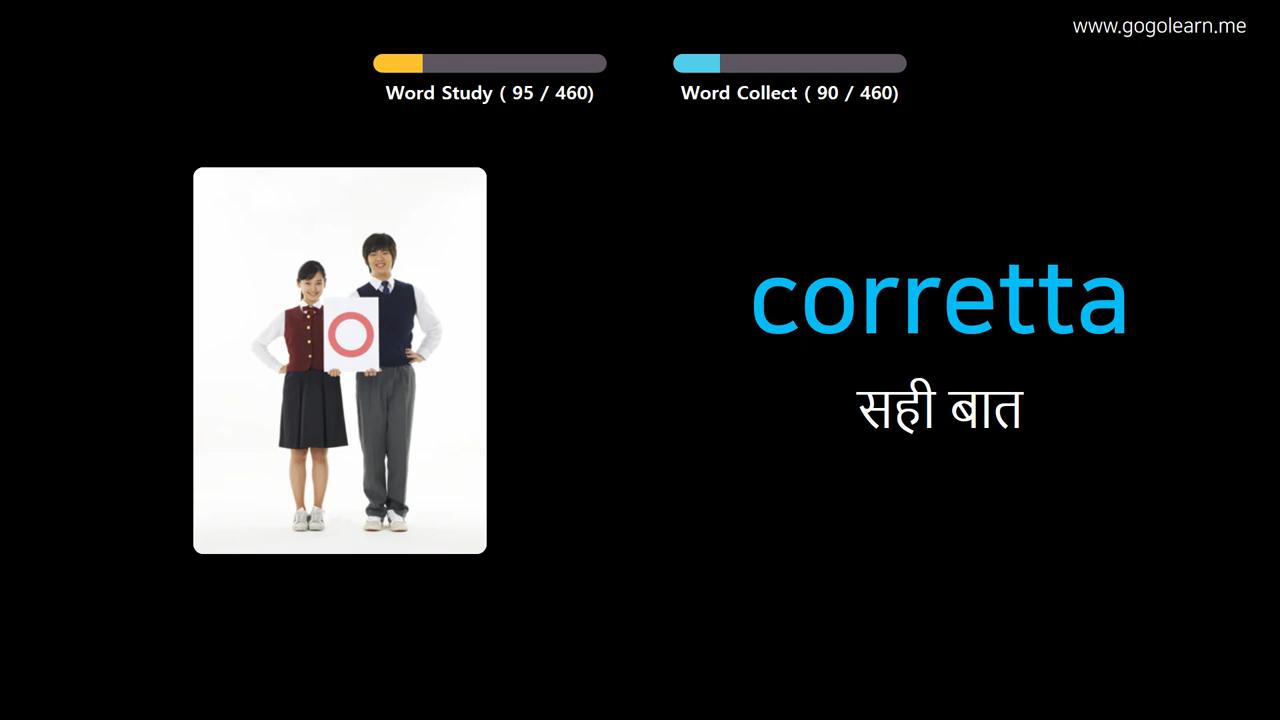 www.gogolearn.me
Word Study ( 95 / 460)
Word Collect ( 90 / 460)
corretta
सही बात